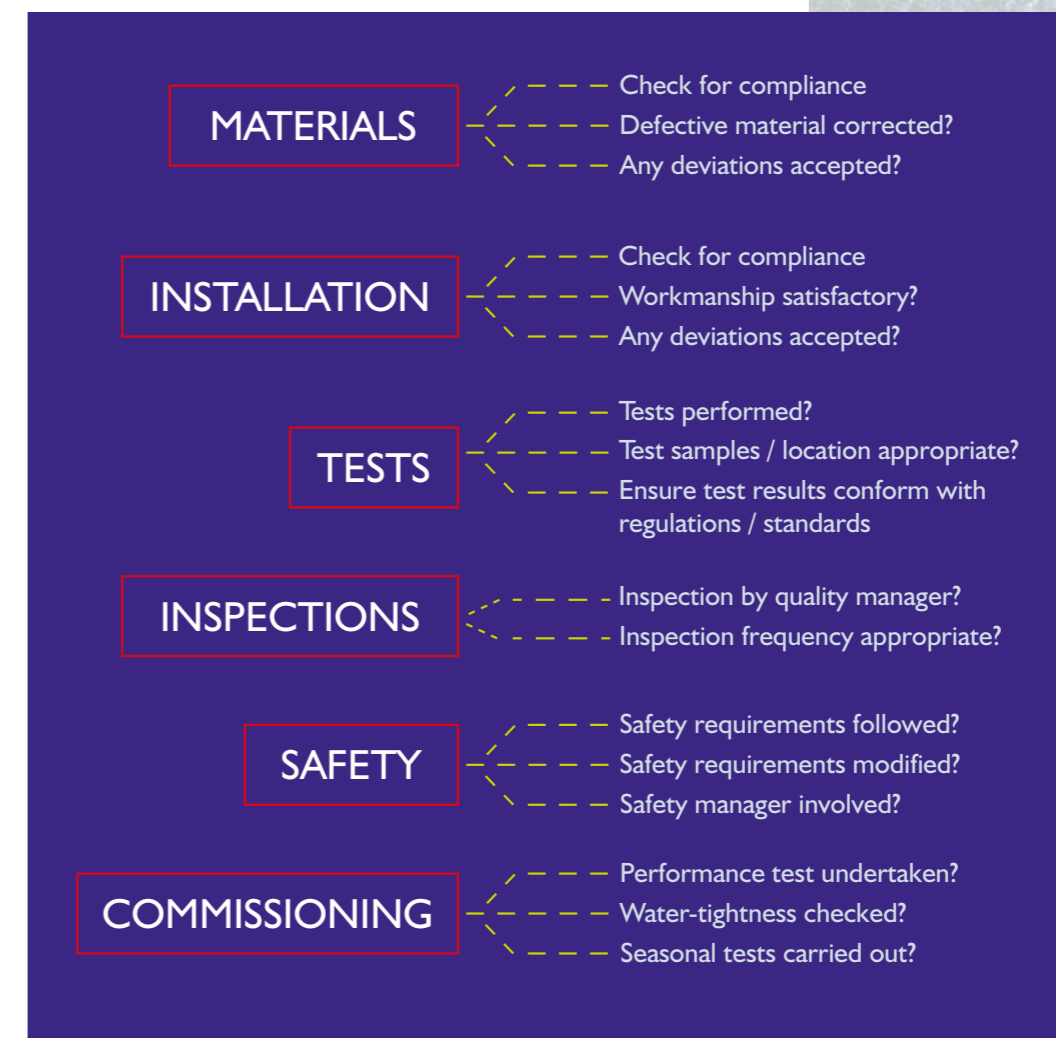 MATERIALS
Check for compliance
Defective material corrected?
Any deviations accepted?
INSTALLATION
Check for compliance
Workmanship satisfactory?
Any deviations accepted?
TESTS
Tests performed?
Test samples / location appropriate?
Ensure test results conform with
regulations / standards
INSPECTIONS
Inspection by quality manager?
Inspection frequency appropriate?
SAFETY
Safety requirements followed?
Safety requirements modified?
Safety manager involved?
COMMISSIONING
Performance test undertaken?
Water-tightness checked?
Seasonal tests carried out?